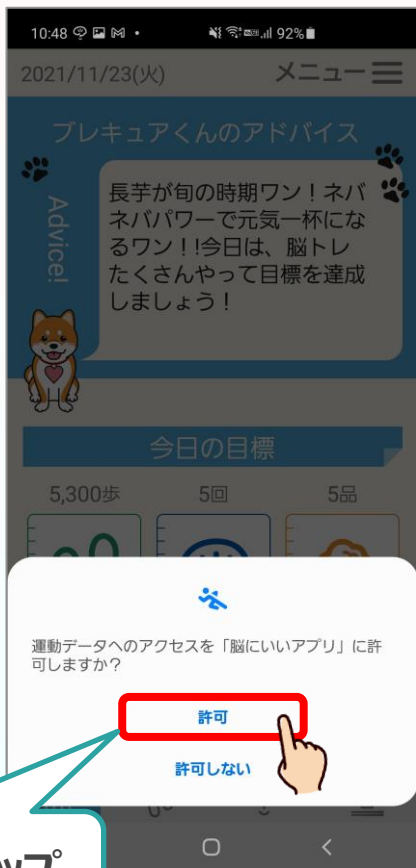 10:48
92%
2021/11/23(火)
メニュー
ブレキュアくんのアドバイス
Advice!
長芋が旬の時期ワン！ネバ
ネバパワーで元気一杯にな
るワン！!今日は、脳トレ
たくさんやって目標を達成
しましょう！
今日の目標
5,300歩 5回 5品
運動データへのアクセスを「脳にいいアプリ」に許
可しますか？
許可
許可しない
ップ